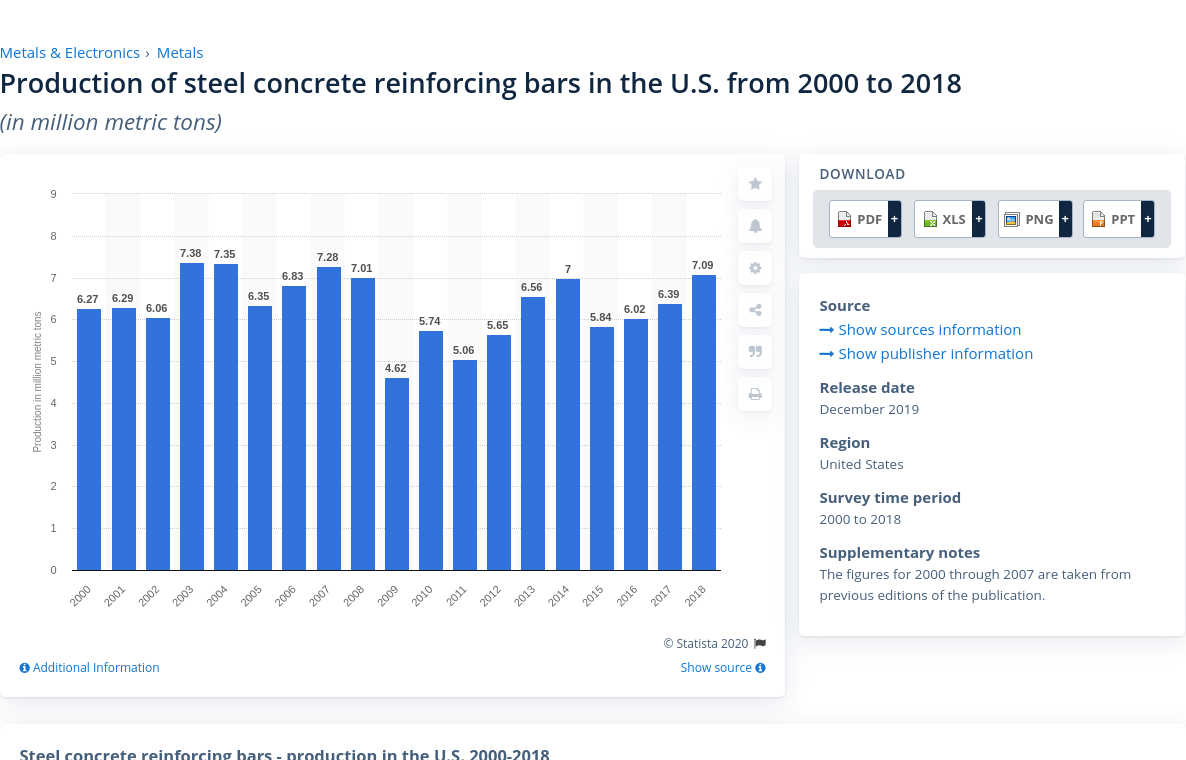 Metals & Electronics › Metals
Production of steel concrete reinforcing bars in the U.S. from 2000 to 2018
(in million metric tons)
DOWNLOAD
PDF + XLS + PNG + PPT +
Production in million metric tons
9
8
7
6
5
4
3
2
1
0
6.27 6.29 6.06 7.38 7.35 6.35 6.83 7.28 7.01 4.62 5.74 5.06 5.65 6.56 7 5.84 6.02 6.39 7.09
2000 2001 2002 2003 2004 2005 2006 2007 2008 2009 2010 2011 2012 2013 2014 2015 2016 2017 2018
© Statista 2020
Additional Information
Show source
Source
Show sources information
Show publisher information
Release date
December 2019
Region
United States
Survey time period
2000 to 2018
Supplementary notes
The figures for 2000 through 2007 are taken from
previous editions of the publication.
Steel concrete reinforcing bars - production in the U.S. 2000-2018